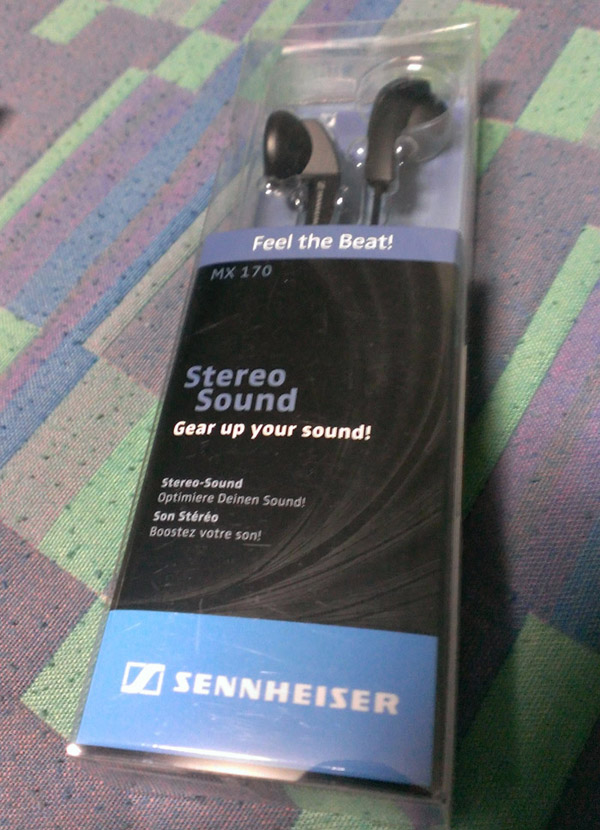 Feel the Beat!
MX 170
Stereo
Sound
Gear up your sound!
Stereo-Sound
Optimiere Deinen Sound!
Son Stéréo
Boostez votre son!
SENNHEISER